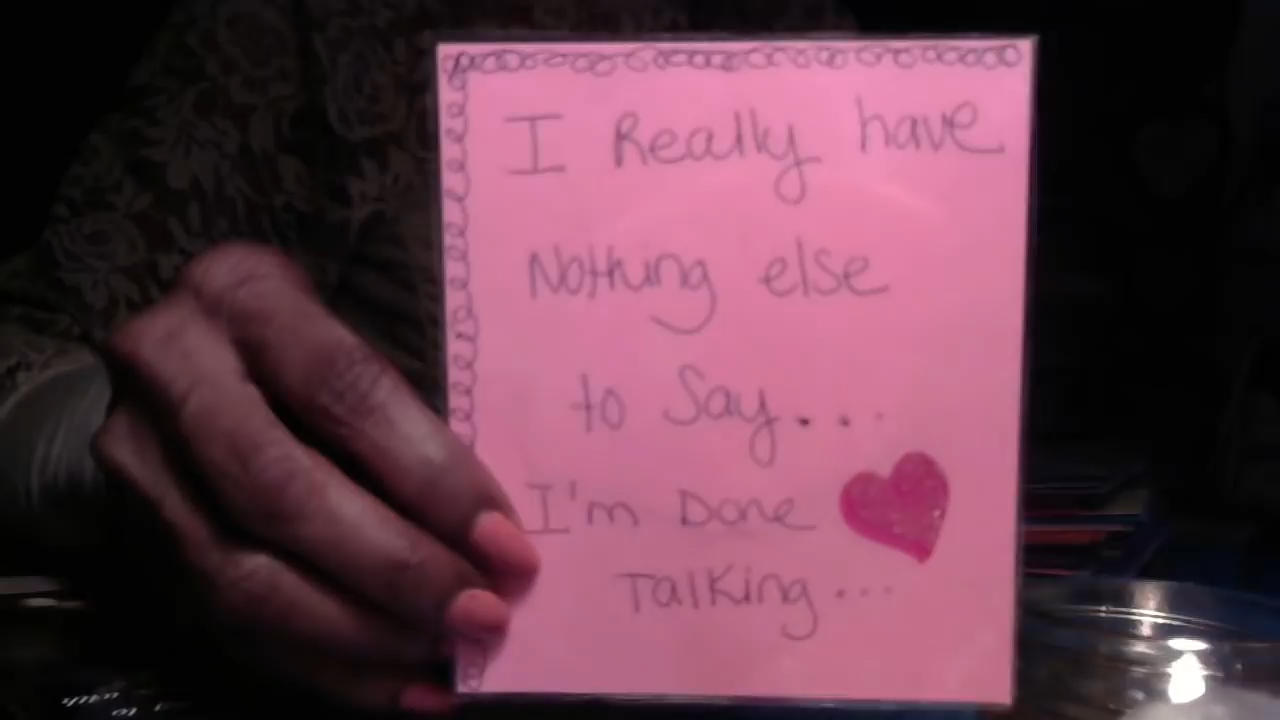 I Really have
Nothing else
to Say...
I'm Done
Talking...